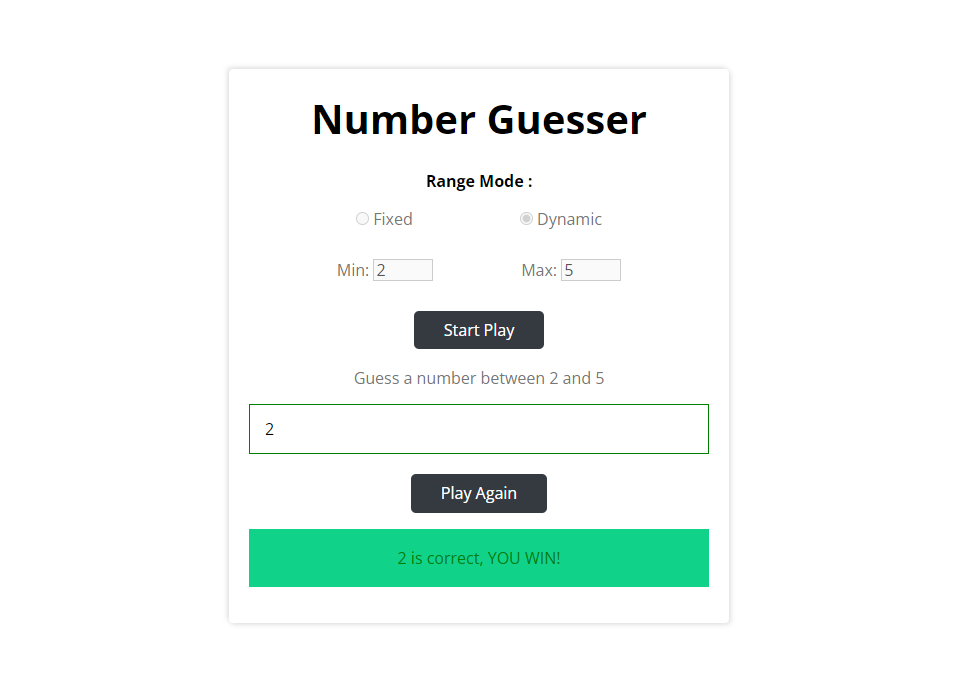 Number Guesser
Range Mode :
Fixed Dynamic
Min: 2 Max: 5
Start Play
Guess a number between 2 and 5
2
Play Again
2 is correct, YOU WIN!